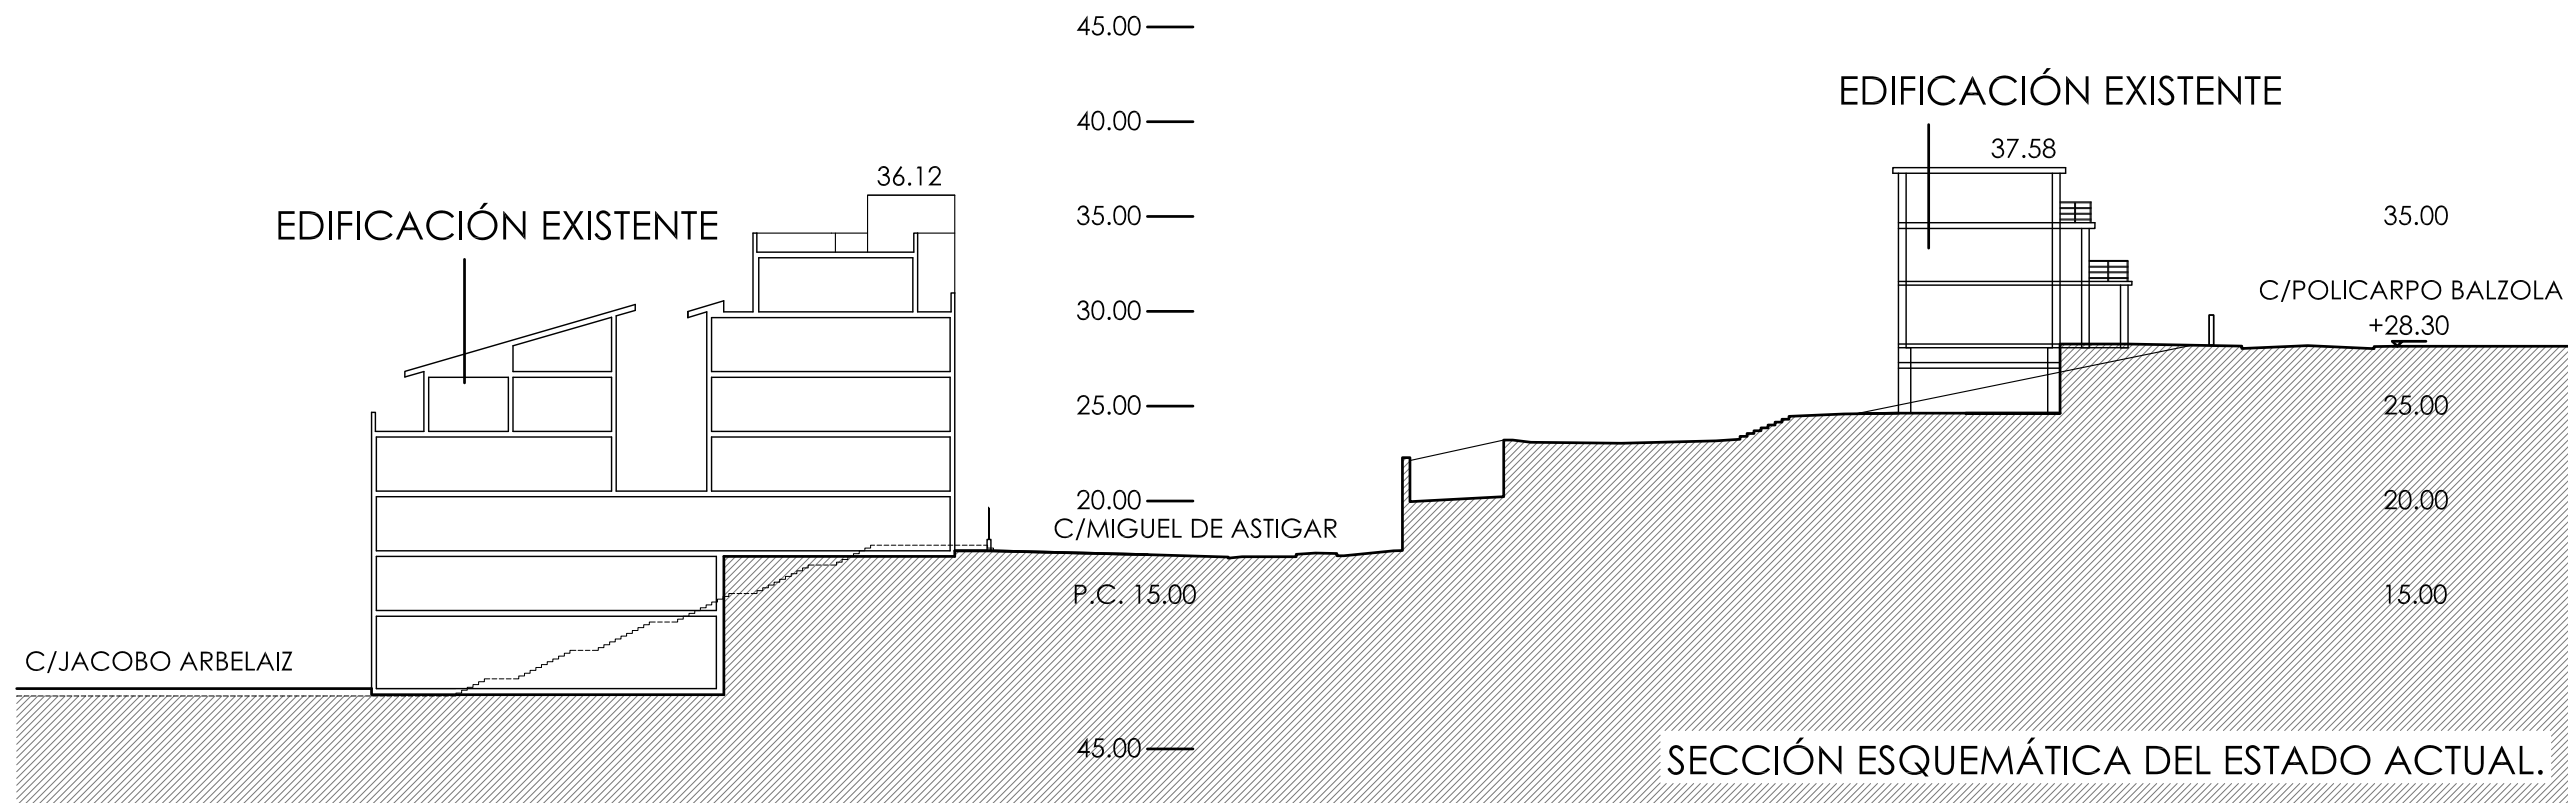 45.00
40.00
EDIFICACIÓN EXISTENTE
37.58
36.12
EDIFICACIÓN EXISTENTE
35.00
35.00
C/POLICARPO BALZOLA
+28.30
30.00
25.00
25.00
20.00
20.00
C/MIGUEL DE ASTIGAR
P.C. 15.00
15.00
C/JACOBO ARBELAIZ
45.00
SECCIÓN ESQUEMÁTICA DEL ESTADO ACTUAL.